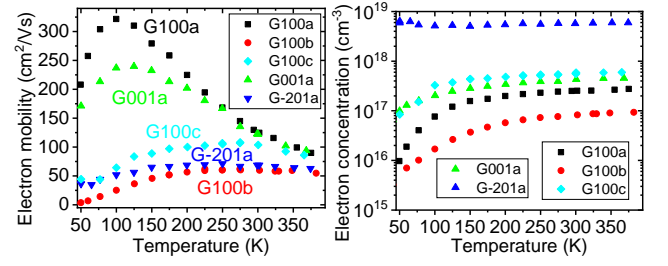 G100a
G100a
G100b
G100c
G001a
G-201a
G001a
G100c
G-201a
G100b
350
300
250
200
150
100
50
0
50 100 150 200 250 300 350
Electron mobility (cm²/Vs)
Temperature (K)
10¹⁹
10¹⁸
10¹⁷
10¹⁶
10¹⁵
50 100 150 200 250 300 350
Electron concentration (cm⁻³)
G001a
G-201a
G100a
G100b
G100c
Temperature (K)